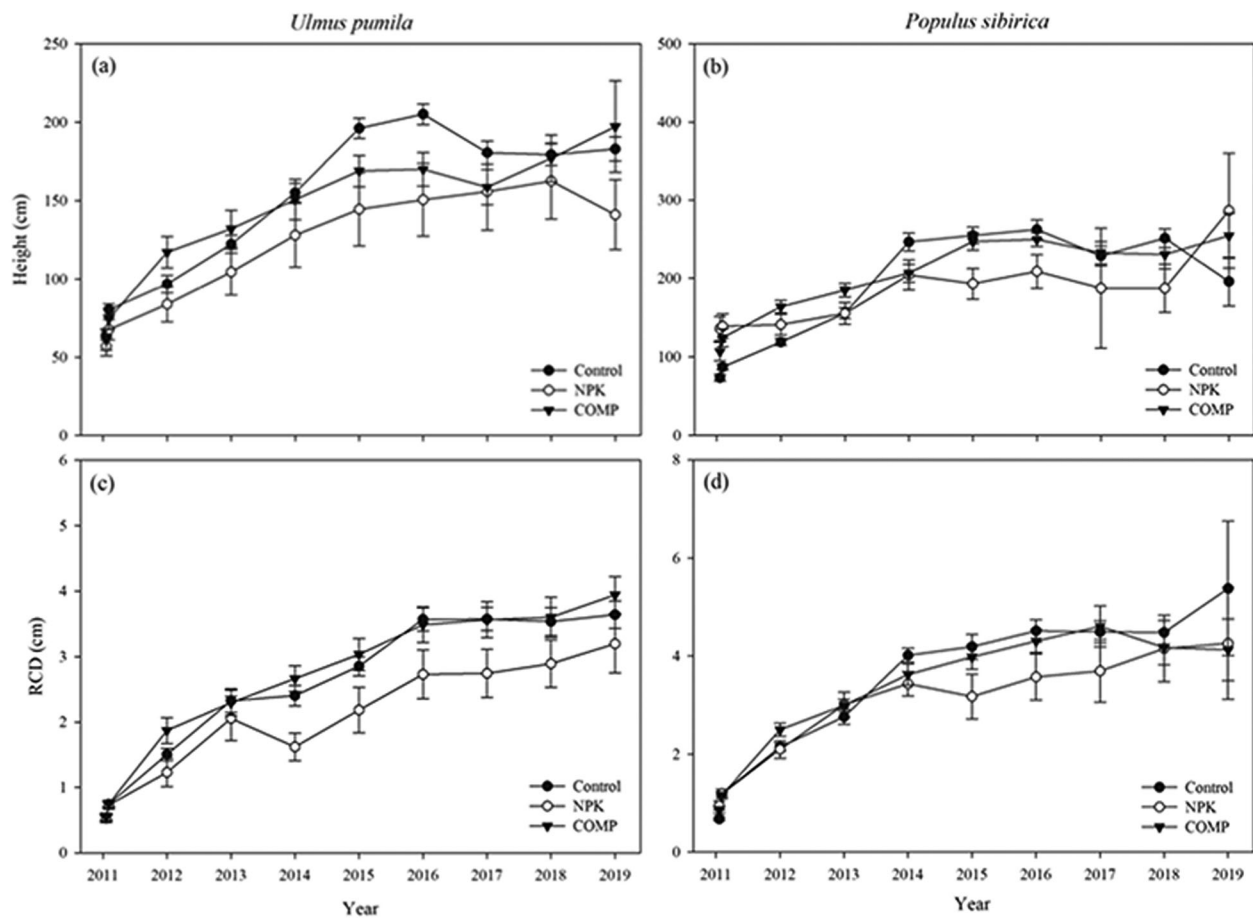 Ulmus pumila
Populus sibirica
(a)
250
200
150
100
50
0
Height (cm)
Control
NPK
COMP
(b)
500
400
300
200
100
0
Control
NPK
COMP
(c)
6
5
4
3
2
1
0
RCD (cm)
Control
NPK
COMP
2011 2012 2013 2014 2015 2016 2017 2018 2019
Year
(d)
8
6
4
2
0
Control
NPK
COMP
2011 2012 2013 2014 2015 2016 2017 2018 2019
Year